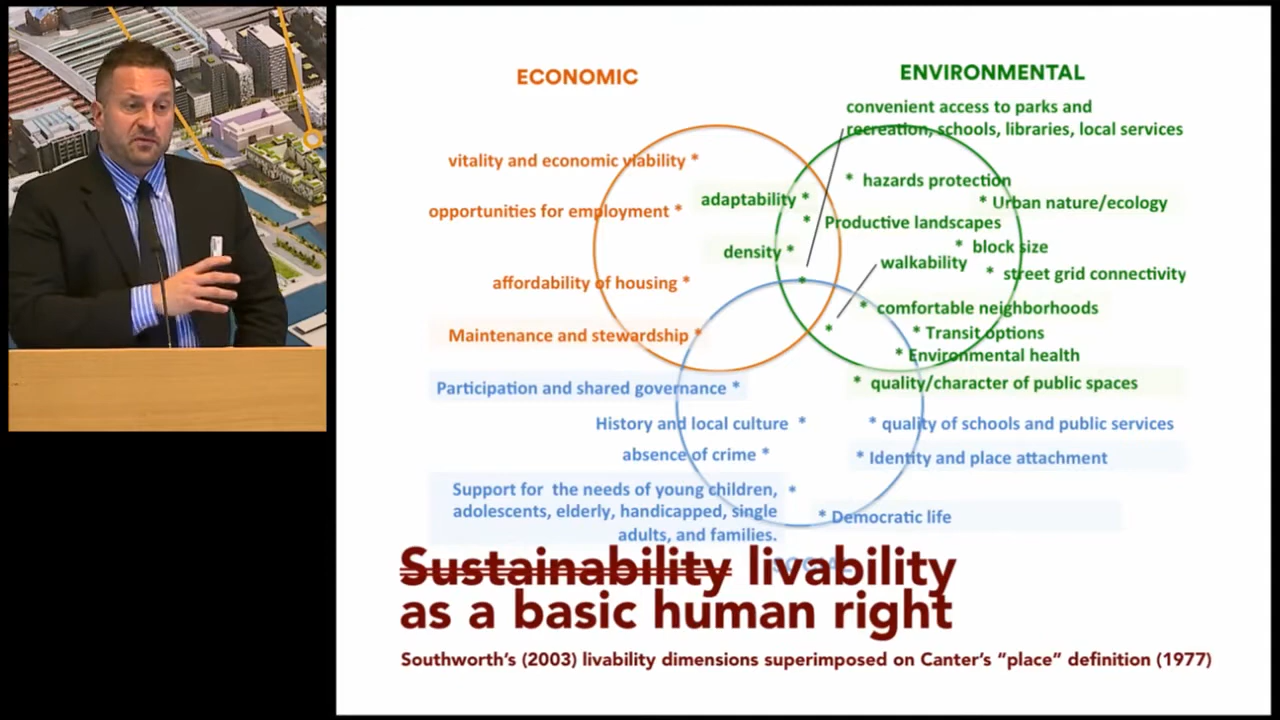 ECONOMIC
ENVIRONMENTAL
convenient access to parks and
recreation, schools, libraries, local services
vitality and economic viability *
* hazards protection
adaptability *
* Urban nature/ecology
opportunities for employment *
* Productive landscapes
density *
* block size
walkability
* street grid connectivity
affordability of housing *
*
* comfortable neighborhoods
*
* Transit options
Maintenance and stewardship *
* Environmental health
Participation and shared governance *
* quality/character of public spaces
History and local culture *
* quality of schools and public services
absence of crime *
* Identity and place attachment
Support for the needs of young children, *
adolescents, elderly, handicapped, single
adults, and families.
* Democratic life
Sustainability livability
as a basic human right
Southworth's (2003) livability dimensions superimposed on Canter's “place” definition (1977)